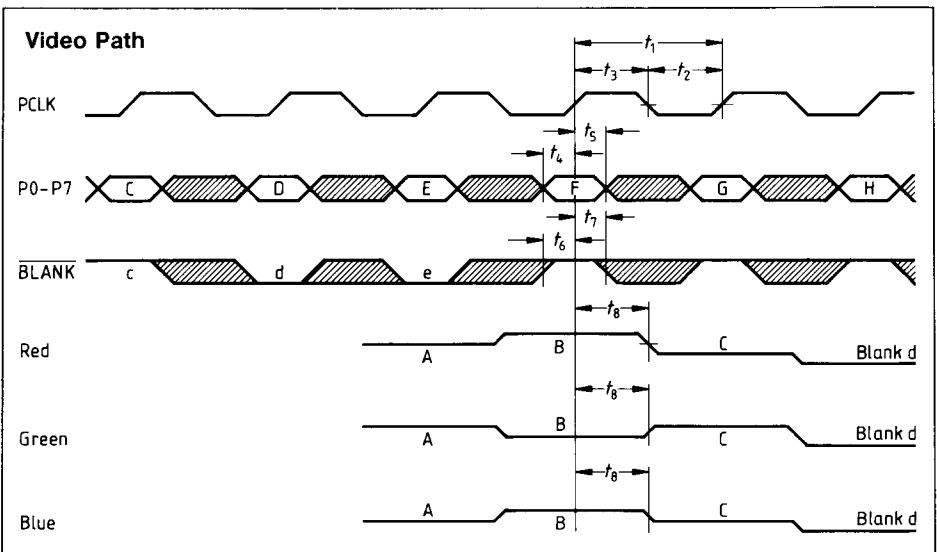 Video Path
t1
t3 t2
PCLK
t5
t4
P0-P7 C D E F G H
t7
t6
BLANK c d e
t8
Red A B C Blank d
t8
Green A B C Blank d
t8
Blue A B C Blank d